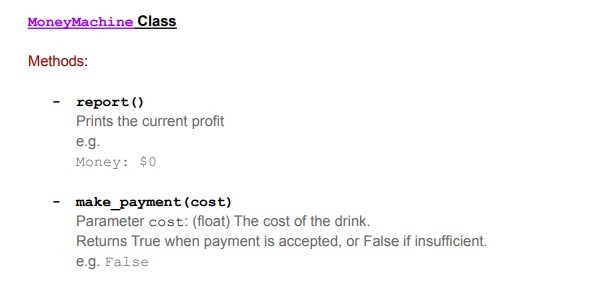 MoneyMachine Class
Methods:
- report()
Prints the current profit
e.g.
Money: $0
- make_payment(cost)
Parameter cost: (float) The cost of the drink.
Returns True when payment is accepted, or False if insufficient.
e.g. False